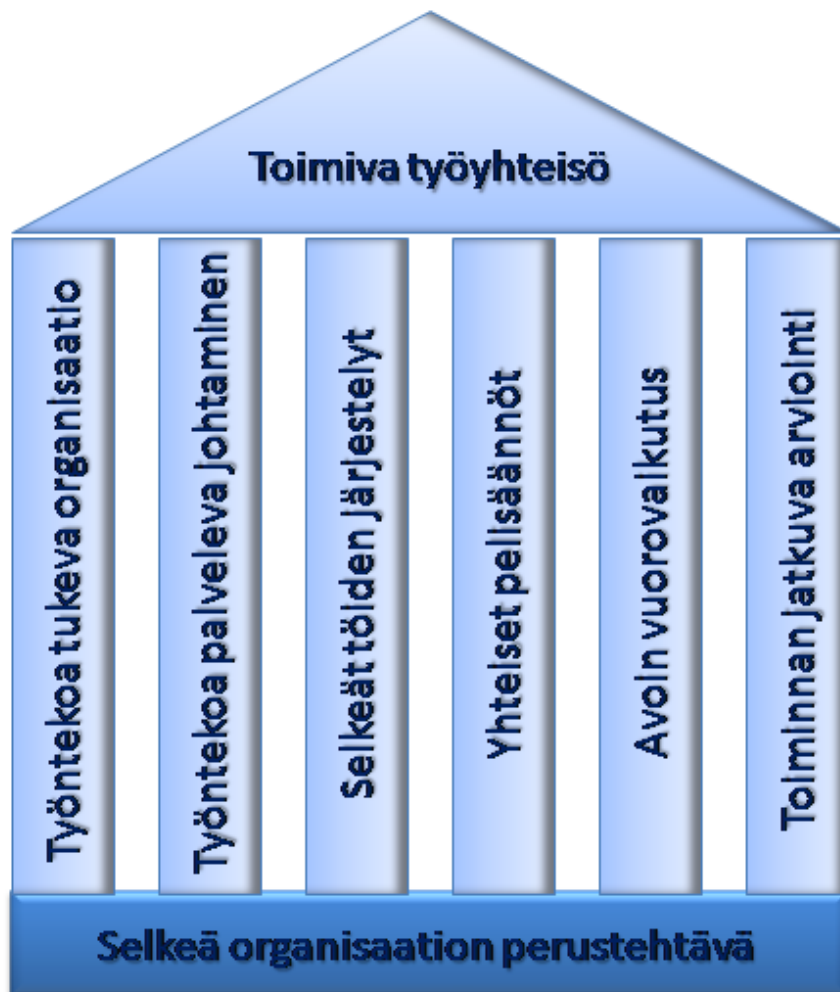 Toimiva työyhteisö
Työntekoa tukeva organisaatio
Työntekoa palveleva johtaminen
Selkeät töiden järjestelyt
Yhteiset pelisäännöt
Avoin vuorovaikutus
Toiminnan jatkuva arviointi
Selkeä organisaation perustehtävä